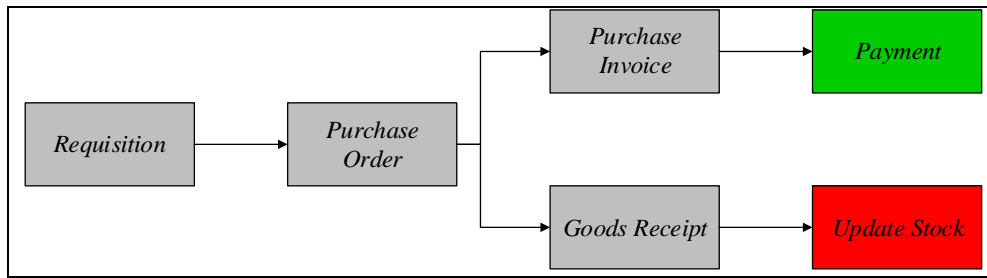 Requisition
Purchase
Order
Purchase
Invoice
Payment
Goods Receipt
Update Stock